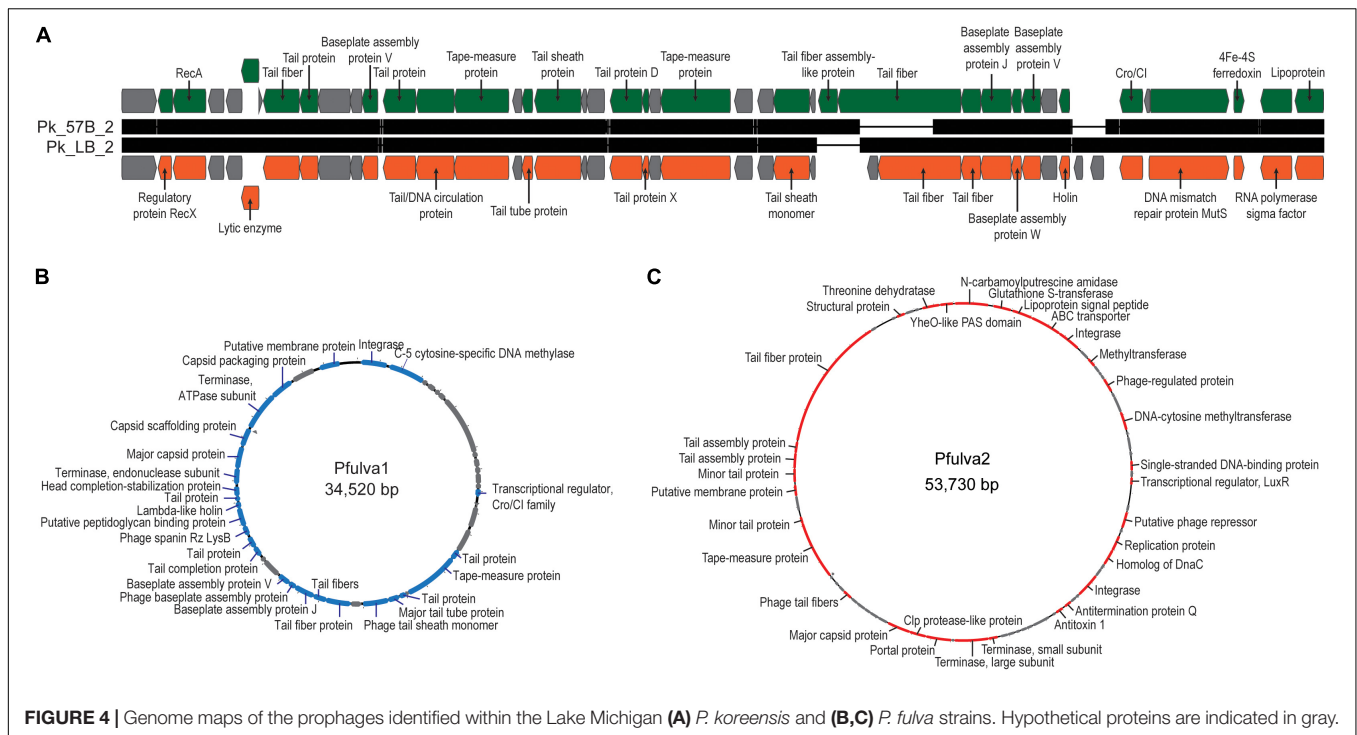 A
RecA
Tail fiber
Tail protein
Baseplate assembly
protein V
Tail protein
Tape-measure
protein
Tail sheath
protein
Tail protein D
Tape-measure
protein
Tail fiber assembly-
like protein
Tail fiber
Baseplate
assembly
protein J
Baseplate
assembly
protein V
Cro/CI
4Fe-4S
ferredoxin
Lipoprotein
Pk_57B_2
Pk_LB_2
Regulatory
protein RecX
Lytic enzyme
Tail/DNA circulation
protein
Tail tube protein
Tail protein X
Tail sheath
monomer
Tail fiber
Tail fiber
Baseplate assembly
protein W
Holin
DNA mismatch
repair protein MutS
RNA polymerase
sigma factor
B
Putative membrane protein
Integrase
C-5 cytosine-specific DNA methylase
Capsid packaging protein
Terminase,
ATPase subunit
Capsid scaffolding protein
Major capsid protein
Terminase, endonuclease subunit
Head completion-stabilization protein
Tail protein
Lambda-like holin
Putative peptidoglycan binding protein
Phage spanin Rz LysB
Tail protein
Tail completion protein
Baseplate assembly protein V
Phage baseplate assembly protein
Baseplate assembly protein J
Tail fibers
Tail fiber protein
Phage tail sheath monomer
Major tail tube protein
Tail protein
Tape-measure protein
Tail protein
Transcriptional regulator,
Cro/CI family
Pfulva1
34,520 bp
C
N-carbamoylputrescine amidase
Threonine dehydratase
Glutathione S-transferase
Structural protein
Lipoprotein signal peptide
YheO-like PAS domain
ABC transporter
Integrase
Methyltransferase
Phage-regulated protein
DNA-cytosine methyltransferase
Single-stranded DNA-binding protein
Transcriptional regulator, LuxR
Putative phage repressor
Replication protein
Homolog of DnaC
Integrase
Antitermination protein Q
Antitoxin 1
Terminase, small subunit
Terminase, large subunit
Portal protein
Clp protease-like protein
Major capsid protein
Phage tail fibers
Tape-measure protein
Minor tail protein
Putative membrane protein
Minor tail protein
Tail assembly protein
Tail assembly protein
Tail fiber protein
Pfulva2
53,730 bp
FIGURE 4 | Genome maps of the prophages identified within the Lake Michigan (A) P. koreensis and (B,C) P. fulva strains. Hypothetical proteins are indicated in gray.